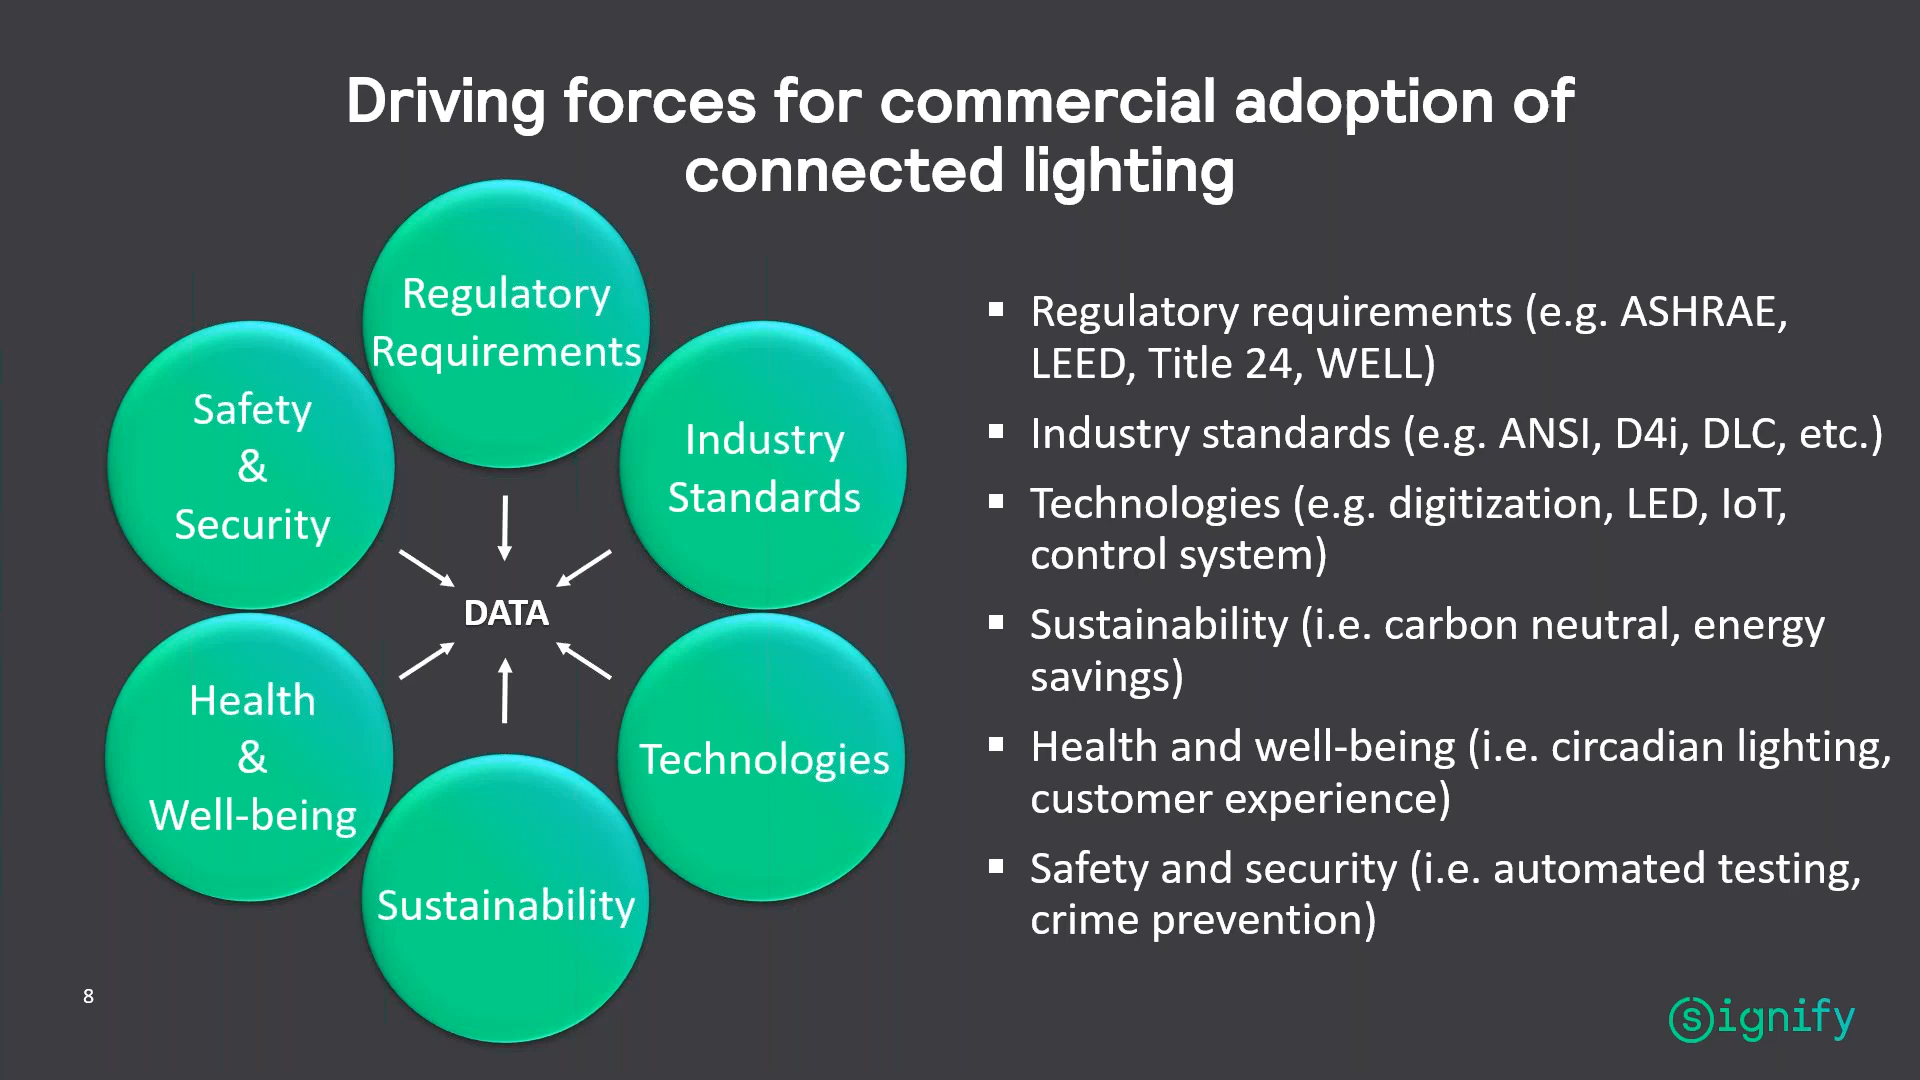 Driving forces for commercial adoption of
connected lighting
Regulatory
Requirements
Safety
&
Security
Industry
Standards
DATA
Health
&
Well-being
Technologies
Sustainability
▪ Regulatory requirements (e.g. ASHRAE,
LEED, Title 24, WELL)
▪ Industry standards (e.g. ANSI, D4i, DLC, etc.)
▪ Technologies (e.g. digitization, LED, IoT,
control system)
▪ Sustainability (i.e. carbon neutral, energy
savings)
▪ Health and well-being (i.e. circadian lighting,
customer experience)
▪ Safety and security (i.e. automated testing,
crime prevention)
8
signify